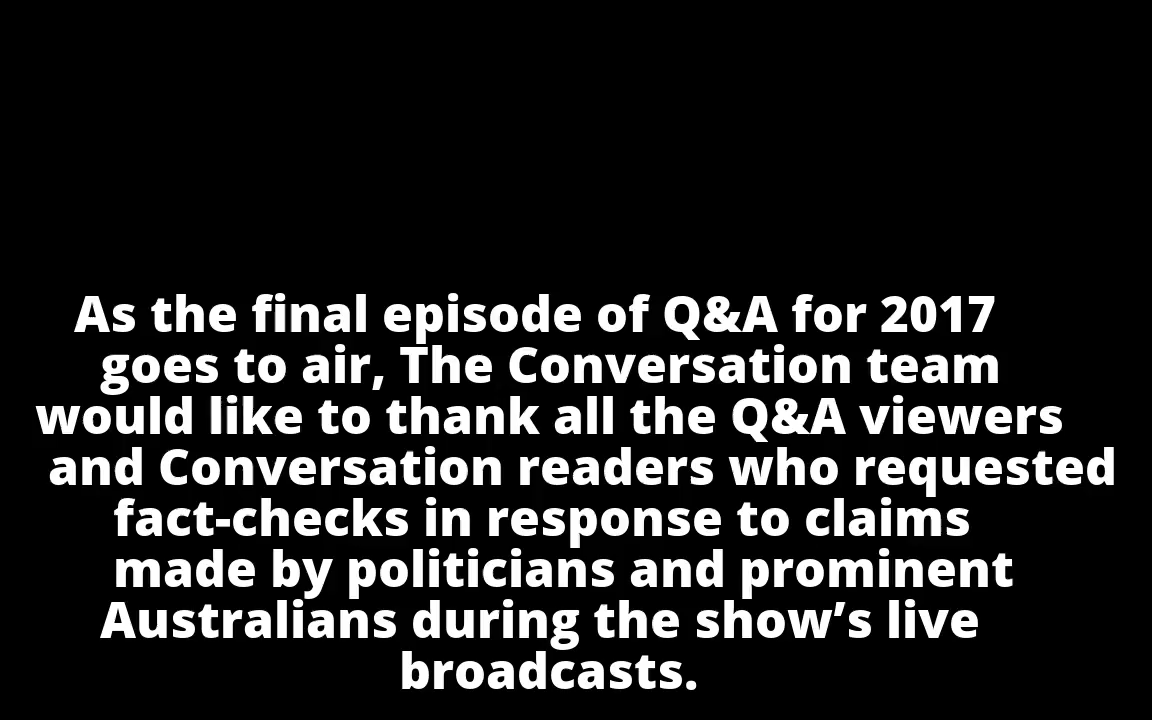 As the final episode of Q&A for 2017
goes to air, The Conversation team
would like to thank all the Q&A viewers
and Conversation readers who requested
fact-checks in response to claims
made by politicians and prominent
Australians during the show’s live
broadcasts.